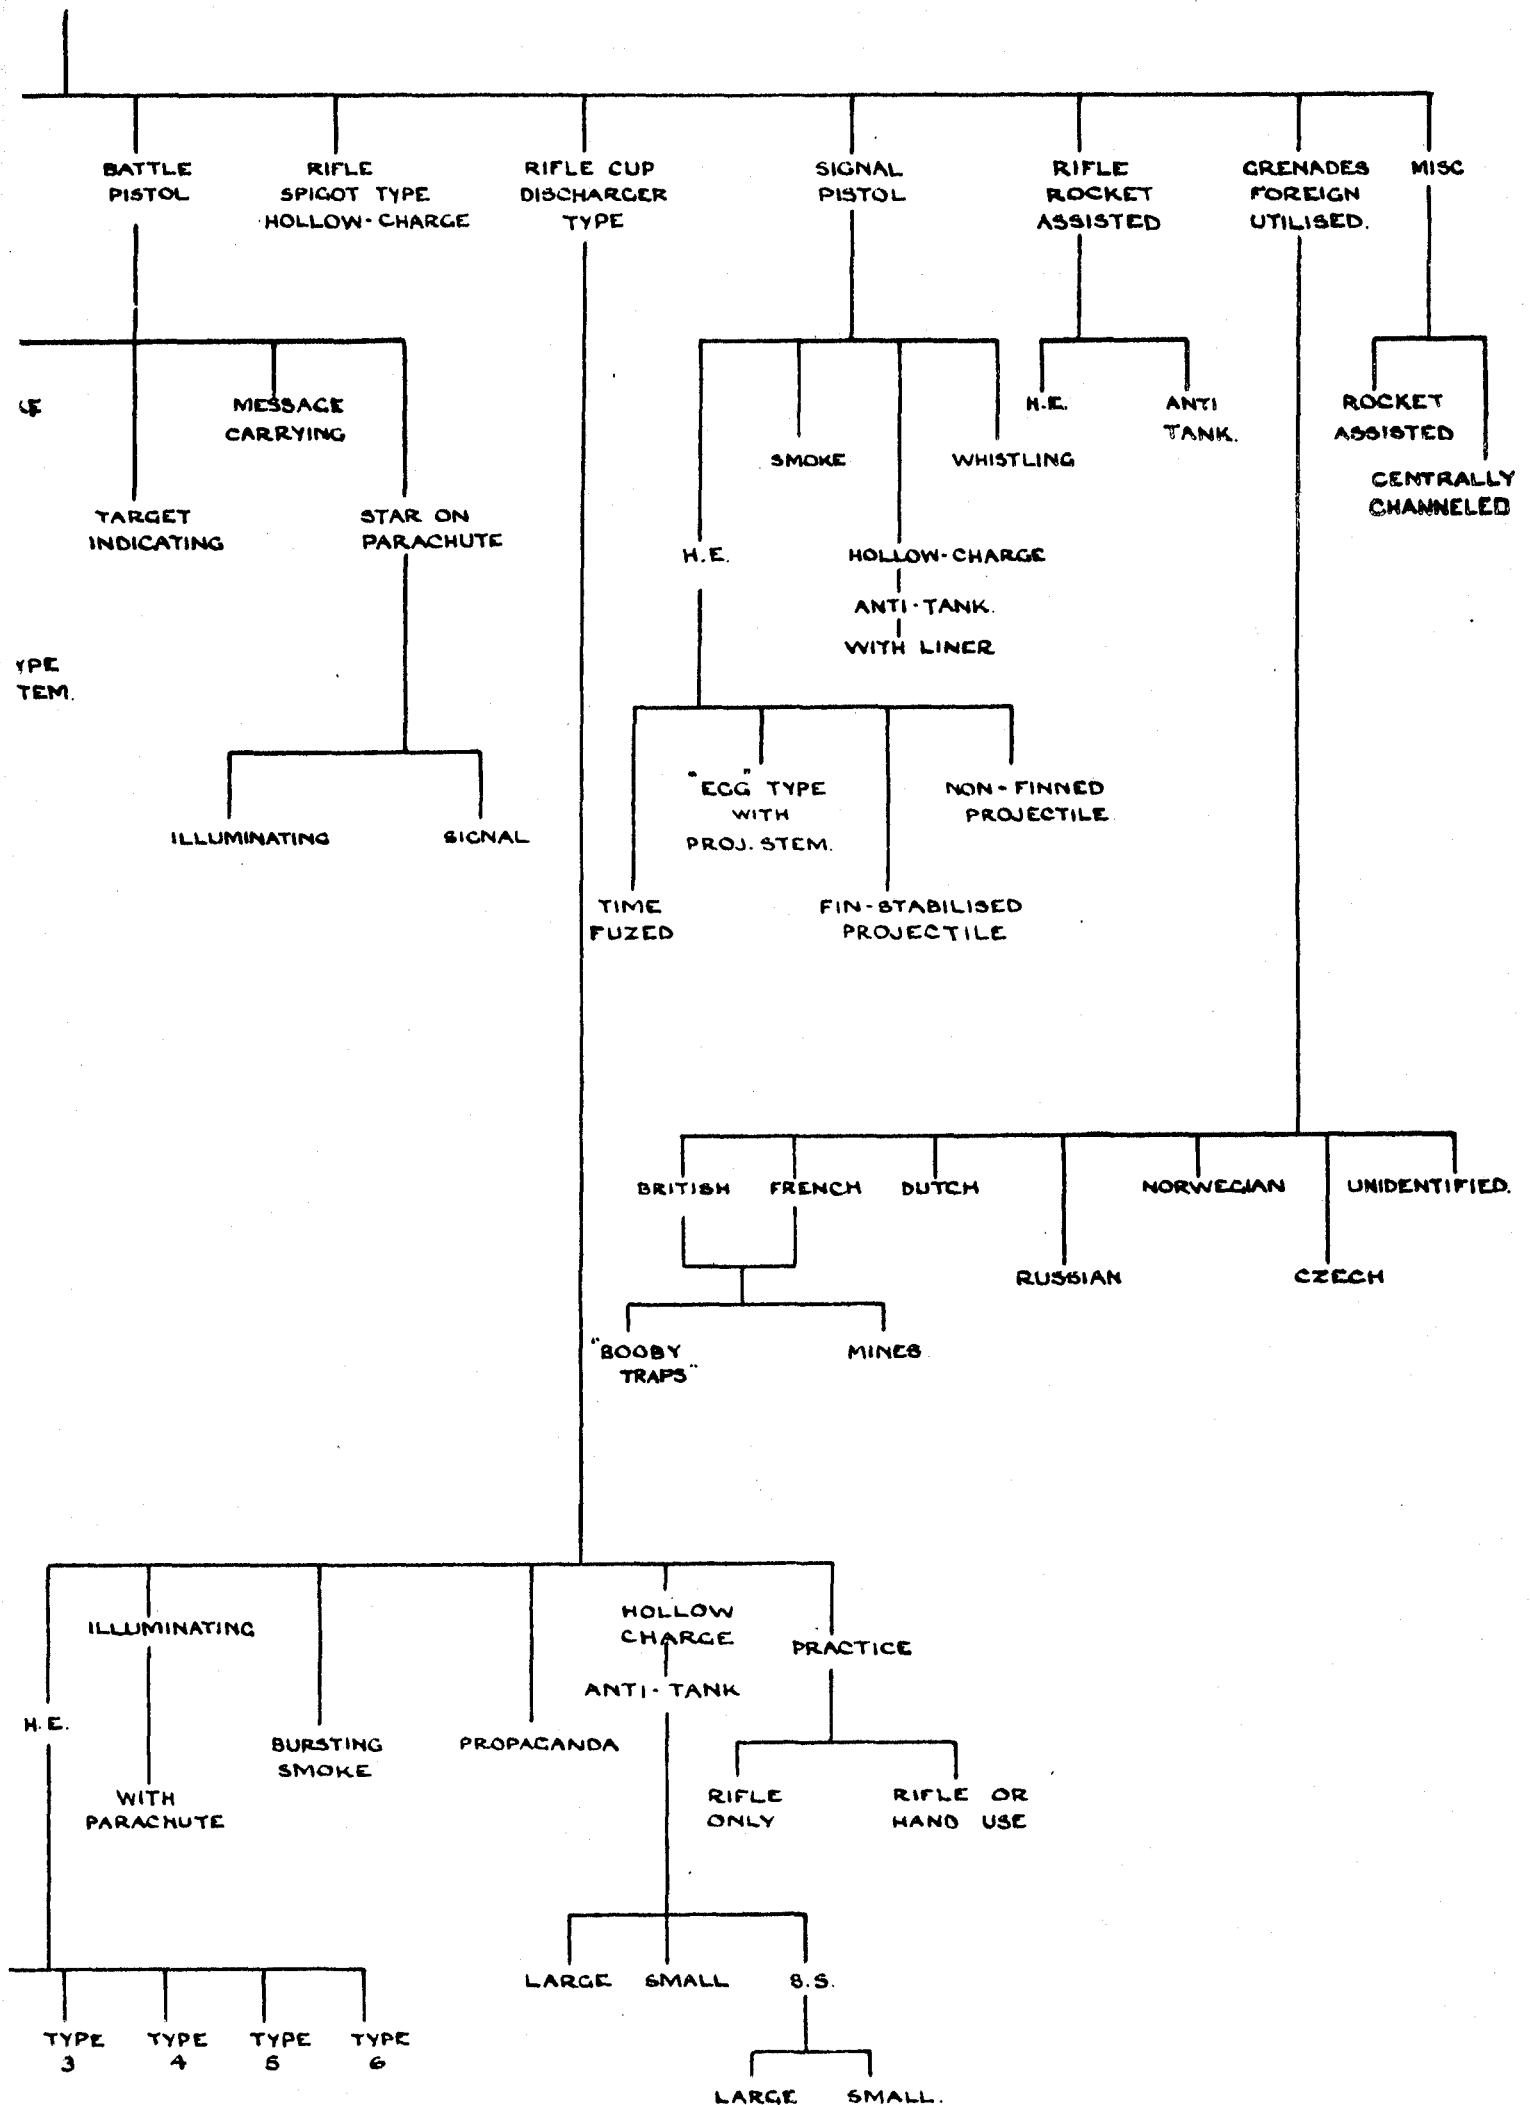 BATTLE
PISTOL
RIFLE
SPIGOT TYPE
HOLLOW-CHARGE
RIFLE CUP
DISCHARGER
TYPE
SIGNAL
PISTOL
RIFLE
ROCKET
ASSISTED
GRENADES
FOREIGN
UTILISED.
MISC
MESSAGE
CARRYING
TARGET
INDICATING
STAR ON
PARACHUTE
YPE
TEM.
ILLUMINATING
SIGNAL
SMOKE
WHISTLING
H.E.
HOLLOW-CHARGE
ANTI-TANK.
WITH LINER
H.E.
ANTI
TANK.
ROCKET
ASSISTED
CENTRALLY
CHANNELED
"EGG" TYPE
WITH
PROJ. STEM.
NON-FINNED
PROJECTILE
TIME
FUZED
FIN-STABILISED
PROJECTILE
BRITISH
FRENCH
DUTCH
RUSSIAN
NORWEGIAN
CZECH
UNIDENTIFIED.
"BOOBY
TRAPS"
MINES
H.E.
ILLUMINATING
WITH
PARACHUTE
BURSTING
SMOKE
PROPAGANDA
HOLLOW
CHARGE
ANTI-TANK
PRACTICE
RIFLE
ONLY
RIFLE OR
HAND USE
LARGE
SMALL
S.S.
LARGE
SMALL.
TYPE
3
TYPE
4
TYPE
5
TYPE
6